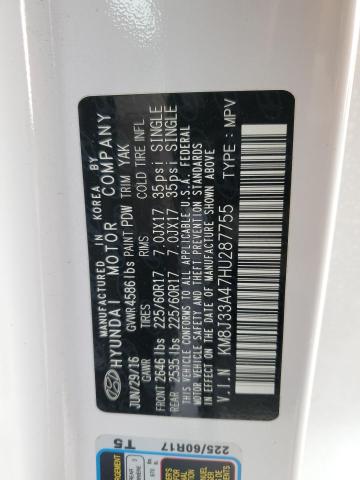 MANUFACTURED IN KOREA BY
HYUNDAI MOTOR COMPANY
JUN/29/16 GVWR 4586 lbs PAINT PDW TRIM YAK
GAWR TIRES RIMS COLD TIRE INFL
FRONT 2646 lbs 225/60R17 7.0JX17 35psi SINGLE
REAR 2535 lbs 225/60R17 7.0JX17 35psi SINGLE
THIS VEHICLE CONFORMS TO ALL APPLICABLE U.S.A. FEDERAL
MOTOR VEHICLE SAFETY, BUMPER AND THEFT PREVENTION STANDARDS
IN EFFECT ON THE DATE OF MANUFACTURE SHOWN ABOVE
V.I.N : KM8J33A47HU287755 TYPE: MPV
225/60R17
T5